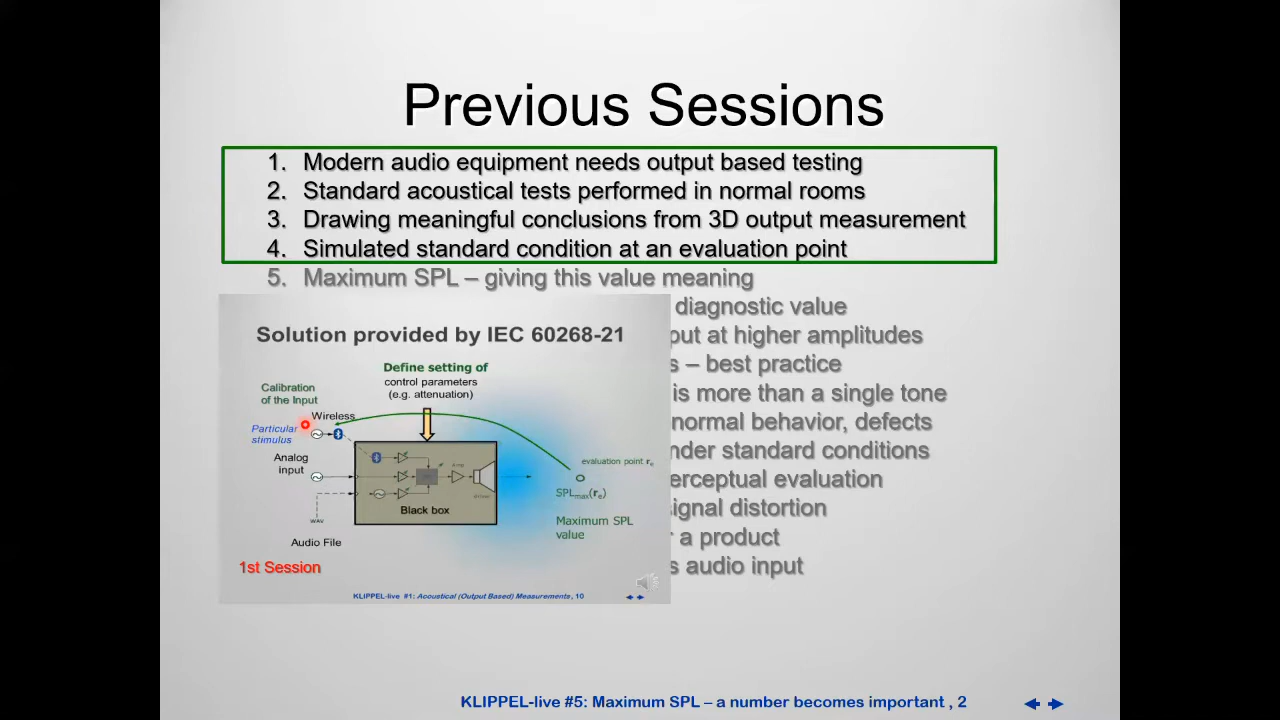 Previous Sessions
1. Modern audio equipment needs output based testing
2. Standard acoustical tests performed in normal rooms
3. Drawing meaningful conclusions from 3D output measurement
4. Simulated standard condition at an evaluation point
5. Maximum SPL – giving this value meaning
diagnostic value
put at higher amplitudes
s – best practice
is more than a single tone
normal behavior, defects
nder standard conditions
erceptual evaluation
signal distortion
r a product
s audio input
Solution provided by IEC 60268-21
Define setting of
control parameters
(e.g. attenuation)
Calibration
of the Input
Wireless
Particular
stimulus
Analog
input
evaluation point re
SPLmax(re)
Black box
Maximum SPL
value
WAV
Audio File
1st Session
KLIPPEL-live #1: Acoustical (Output Based) Measurements, 10
KLIPPEL-live #5: Maximum SPL – a number becomes important , 2